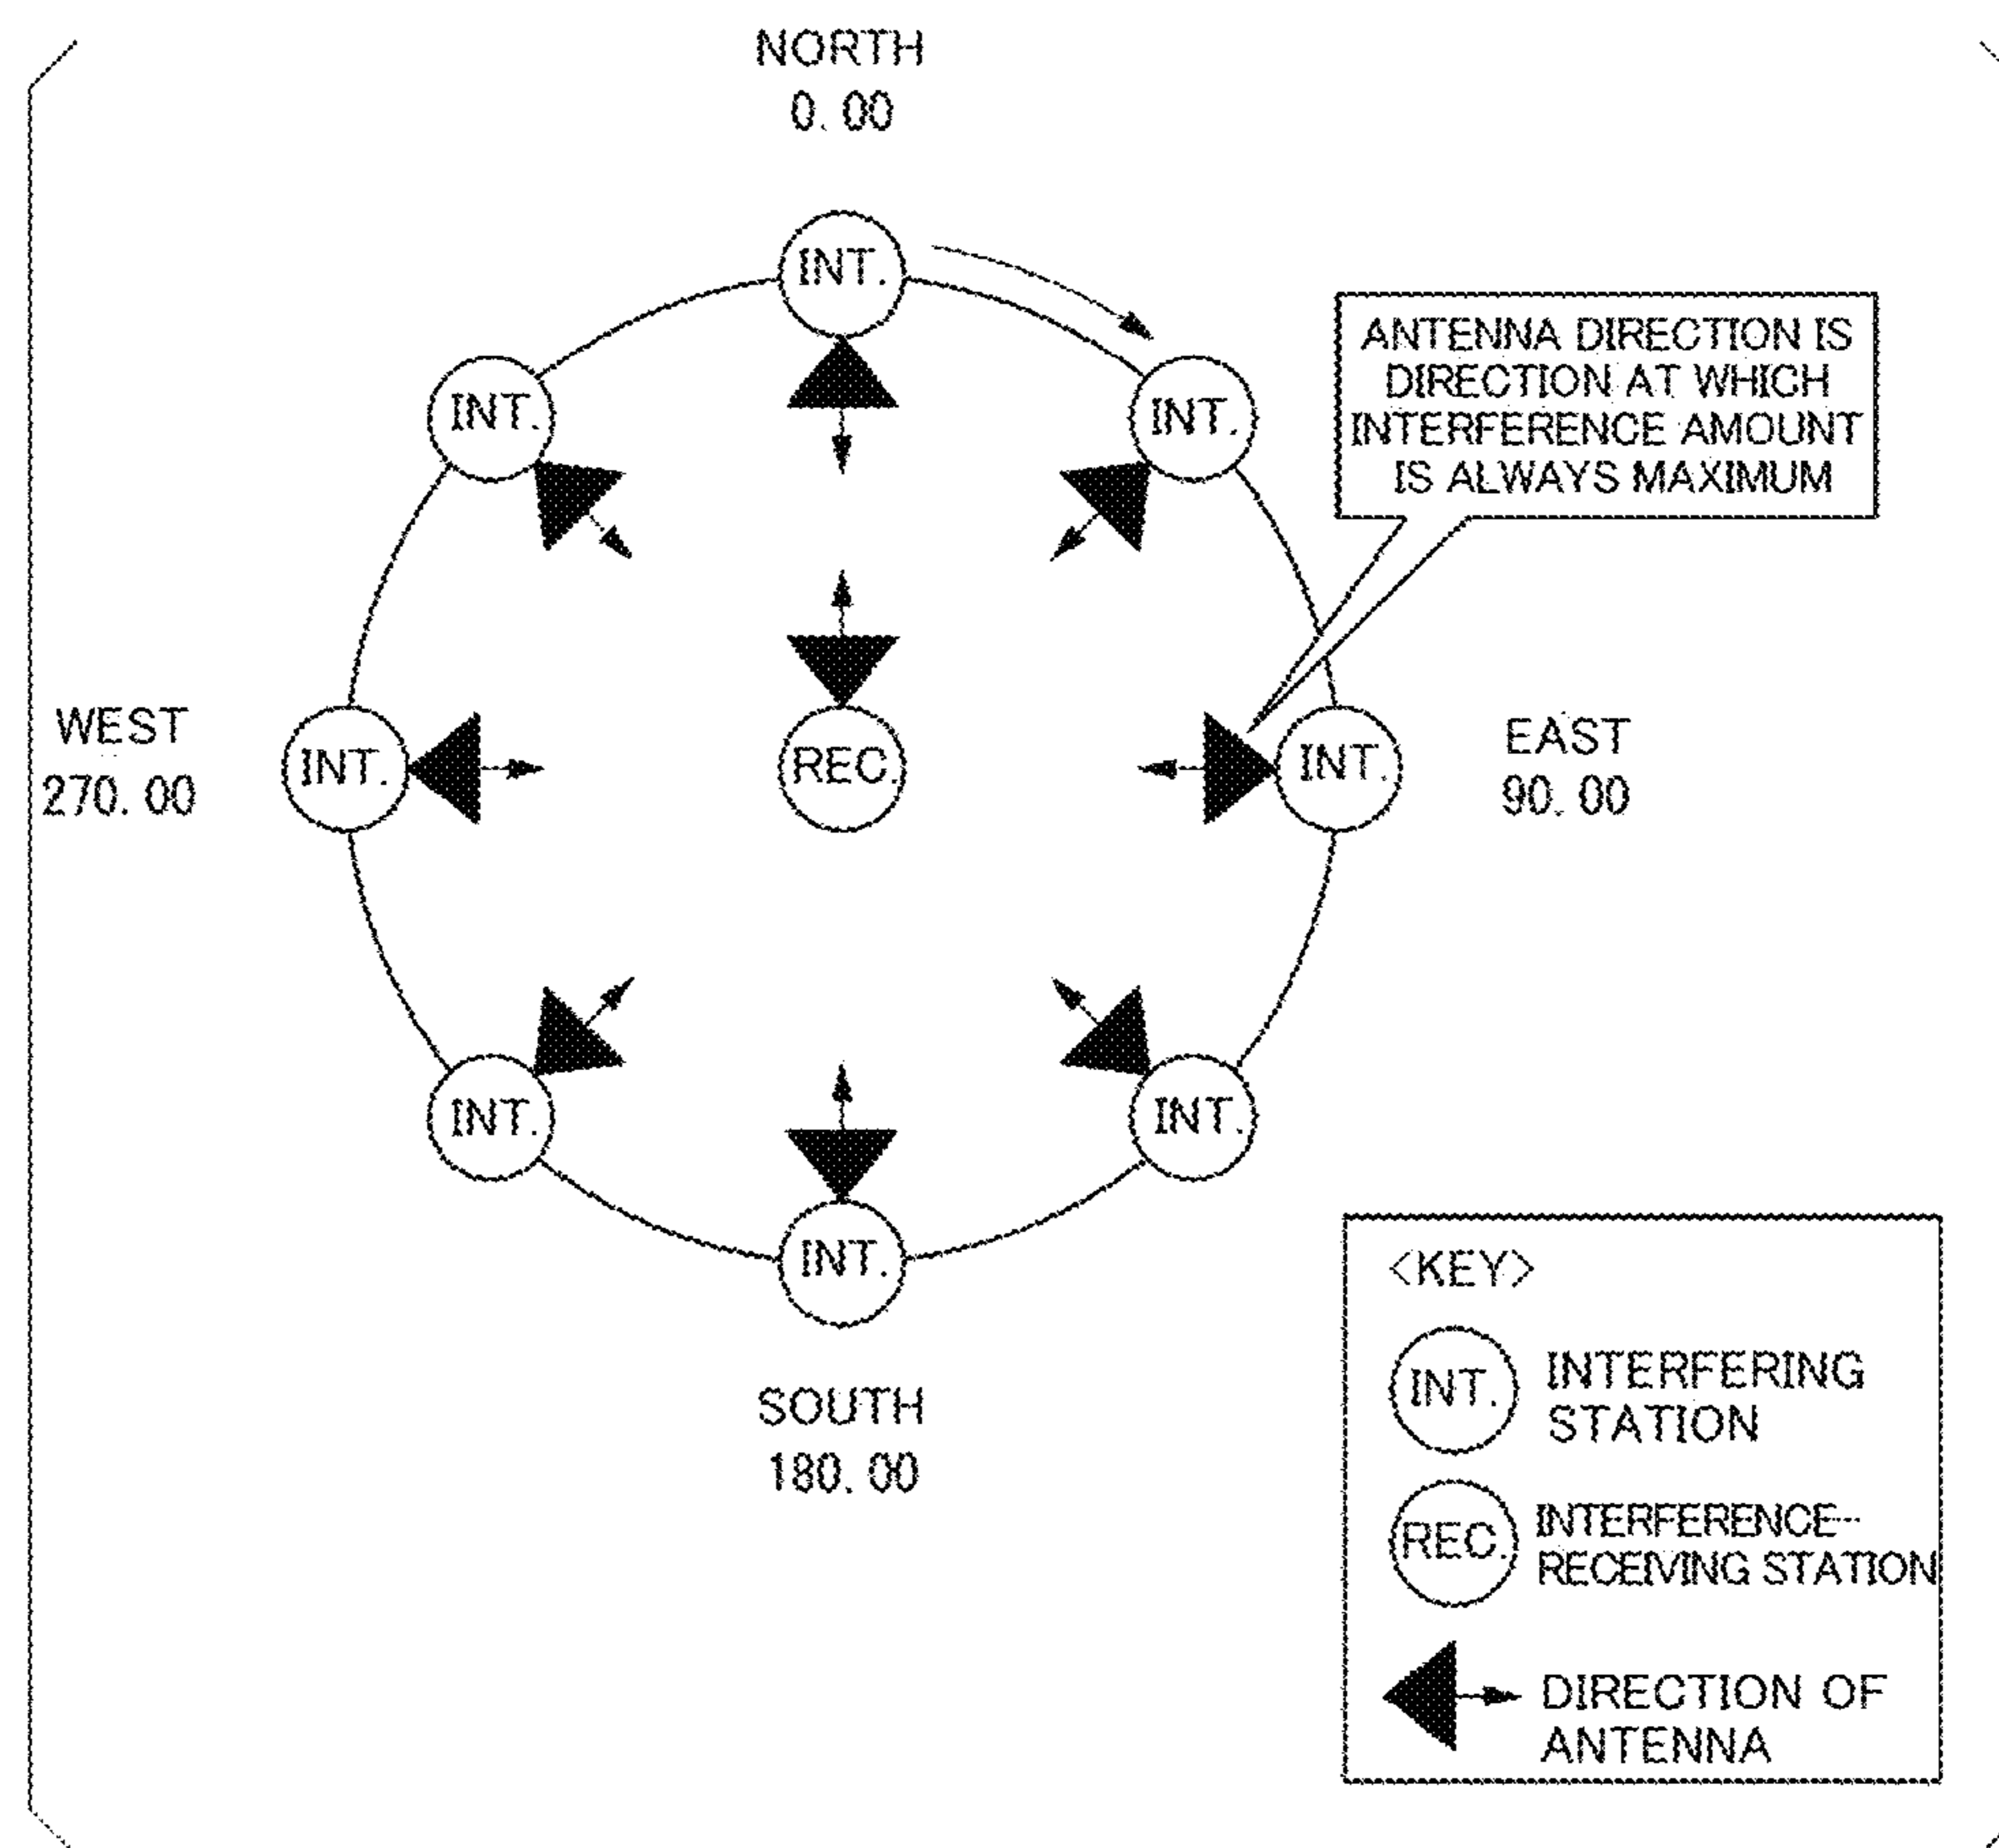 NORTH
0.00
INT.
INT.
INT.
ANTENNA DIRECTION IS
DIRECTION AT WHICH
INTERFERENCE AMOUNT
IS ALWAYS MAXIMUM
WEST
270.00
INT.
REC.
INT.
EAST
90.00
INT.
INT.
INT.
SOUTH
180.00
<KEY>
INT.
INTERFERING
STATION
REC.
INTERFERENCE-
RECEIVING STATION
DIRECTION OF
ANTENNA